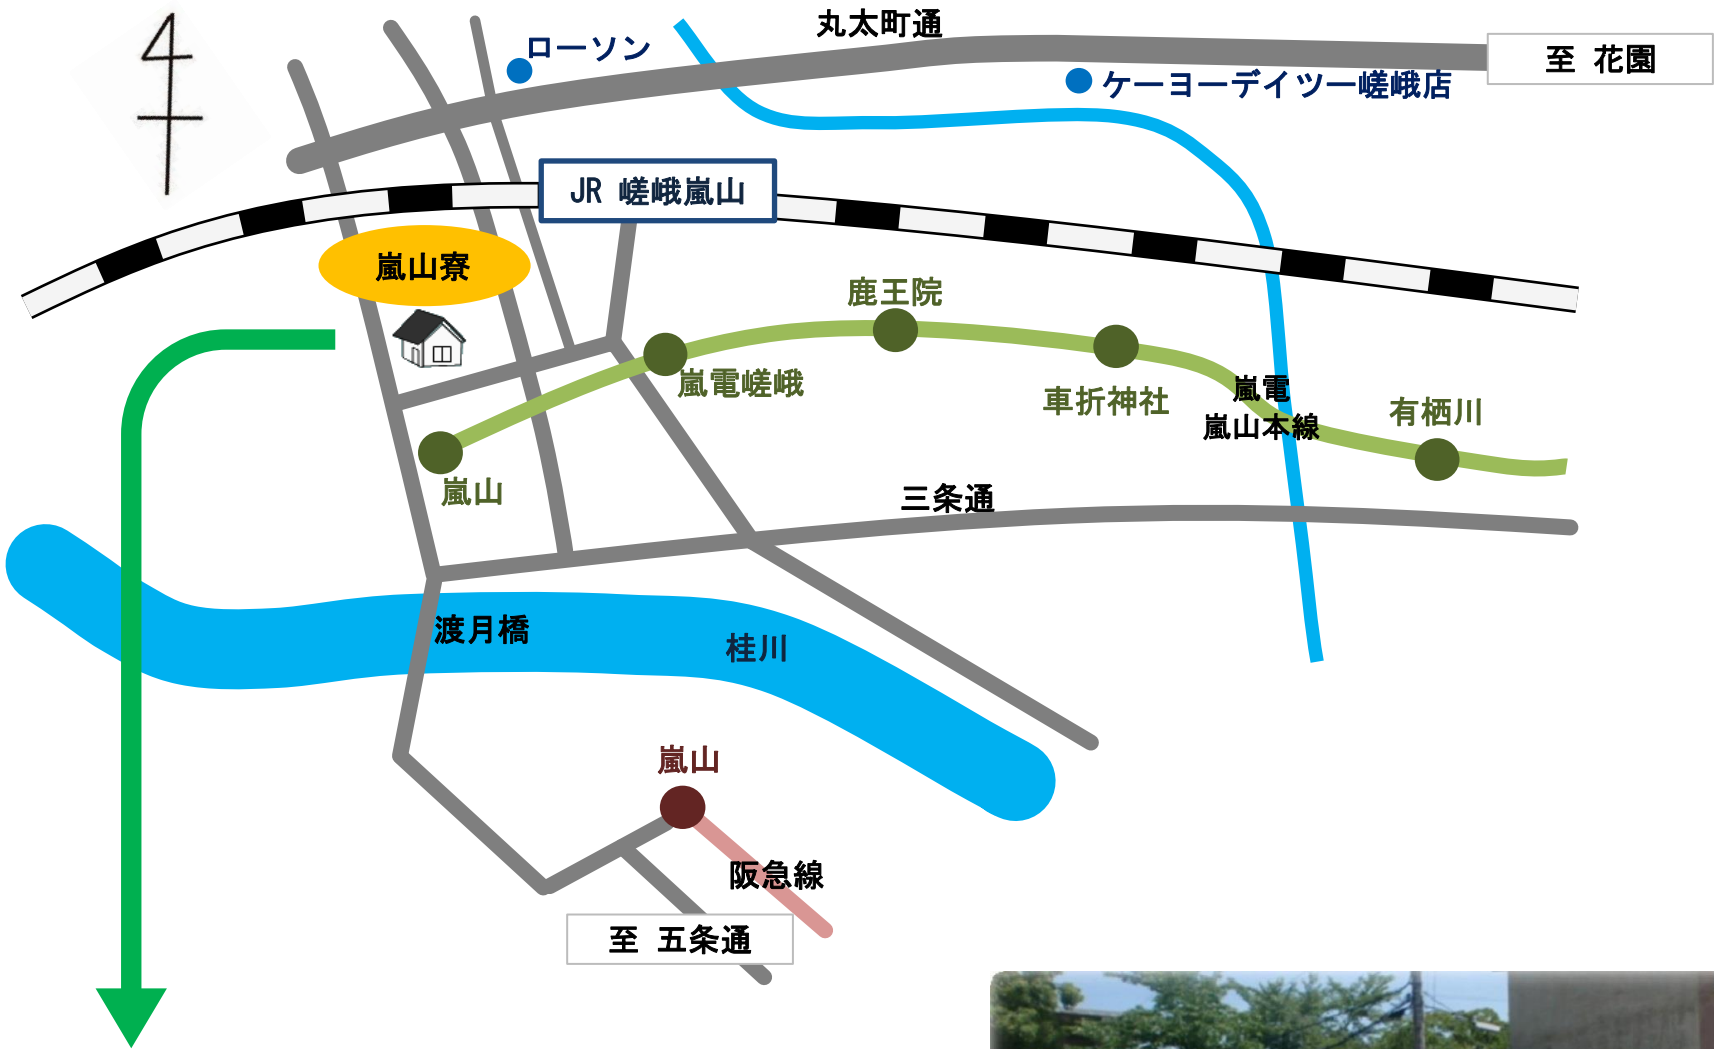 丸太町通
ローソン
至 花園
ケーヨーデイツー嵯峨店
JR 嵯峨嵐山
嵐山寮
鹿王院
嵐電嵯峨
車折神社
嵐電
嵐山本線
有栖川
嵐山
三条通
渡月橋
桂川
嵐山
阪急線
至 五条通